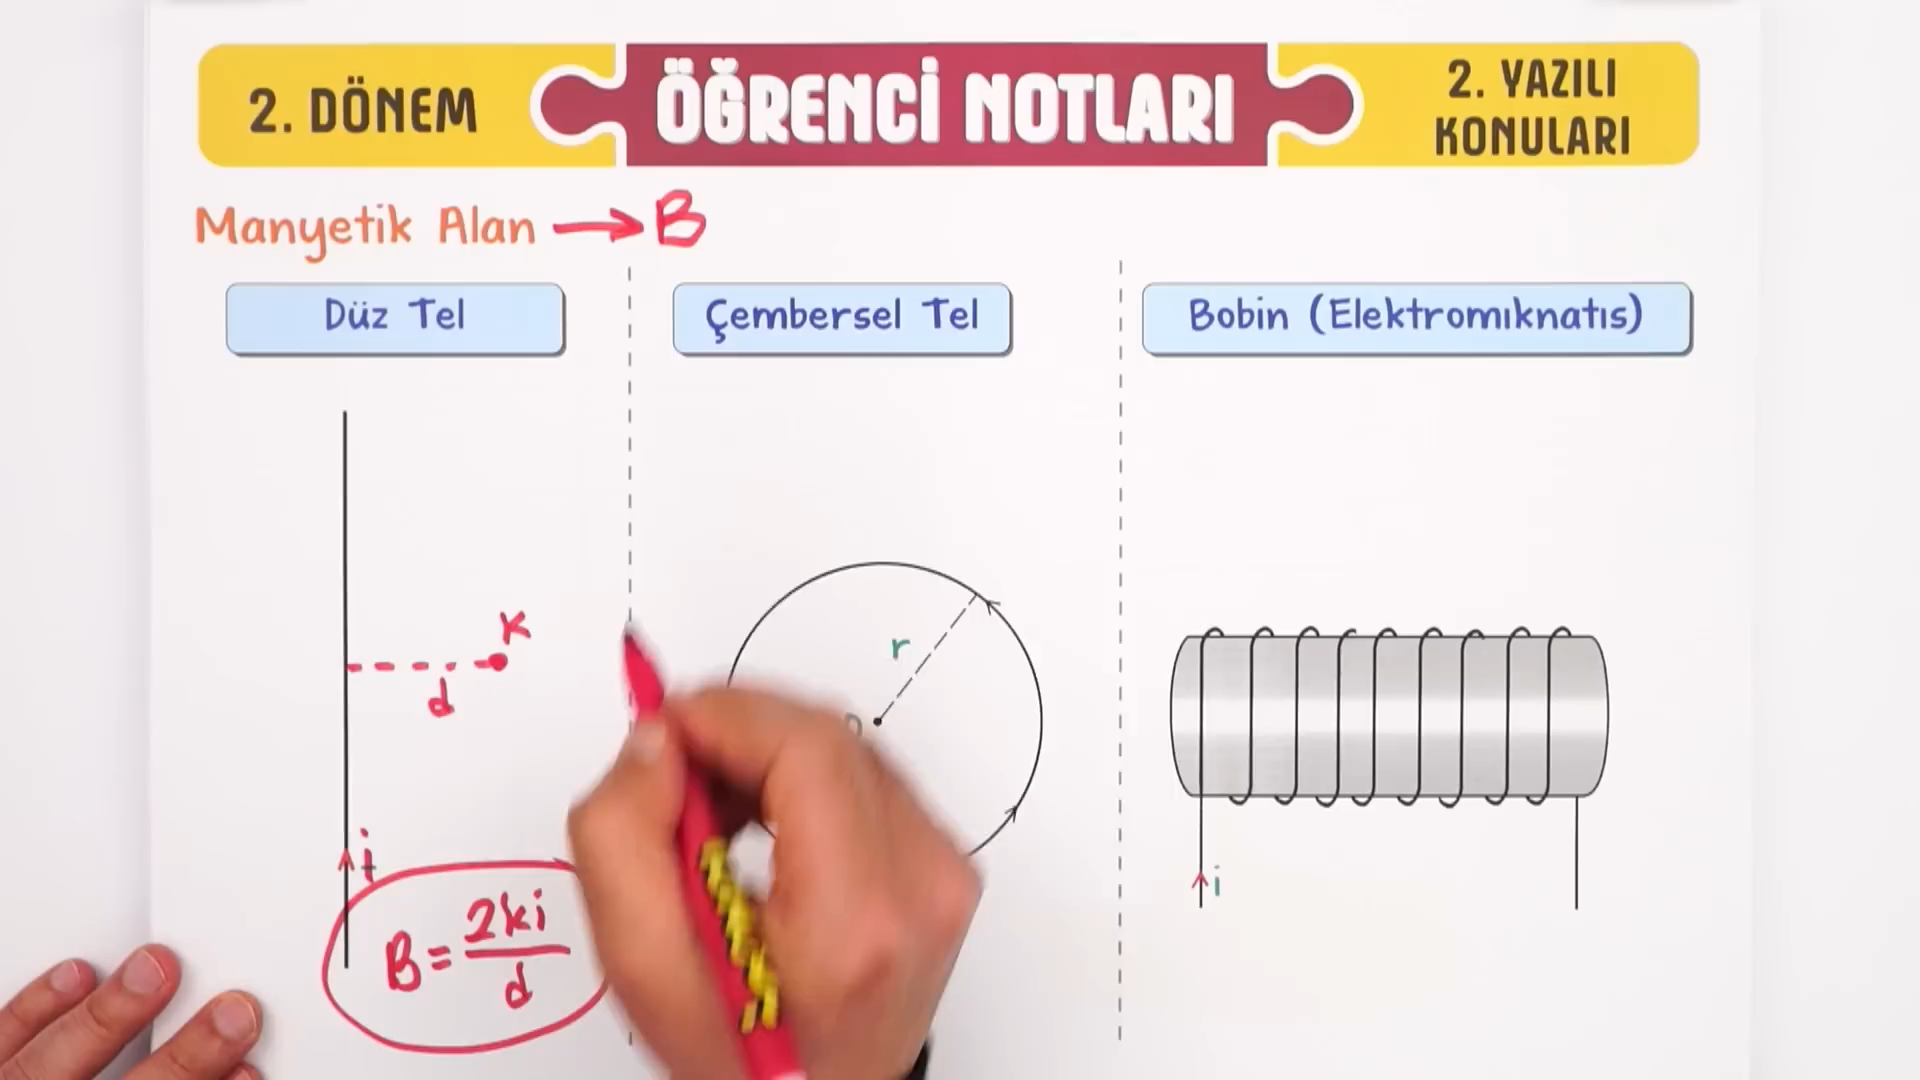 2. DÖNEM
ÖĞRENCİ NOTLARI
2. YAZILI
KONULARI
Manyetik Alan → B
Düz Tel
Çembersel Tel
Bobin (Elektromıknatıs)
K
d
i
B = 2ki / d
r
i